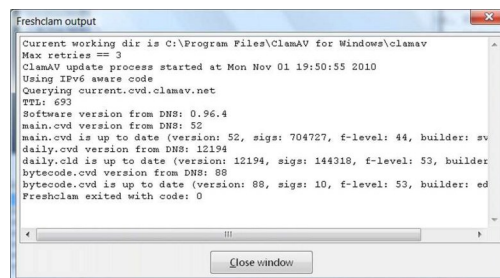 Freshclam output
Current working dir is C:\Program Files\ClamAV for Windows\clamav
Max retries == 3
ClamAV update process started at Mon Nov 01 19:50:55 2010
Using IPv6 aware code
Querying current.cvd.clamav.net
TTL: 693
Software version from DNS: 0.96.4
main.cvd version from DNS: 52
main.cvd is up to date (version: 52, sigs: 704727, f-level: 44, builder: sv
daily.cvd version from DNS: 12194
daily.cld is up to date (version: 12194, sigs: 144318, f-level: 53, builder
bytecode.cvd version from DNS: 88
bytecode.cvd is up to date (version: 88, sigs: 10, f-level: 53, builder: ed
Freshclam exited with code: 0
Close window